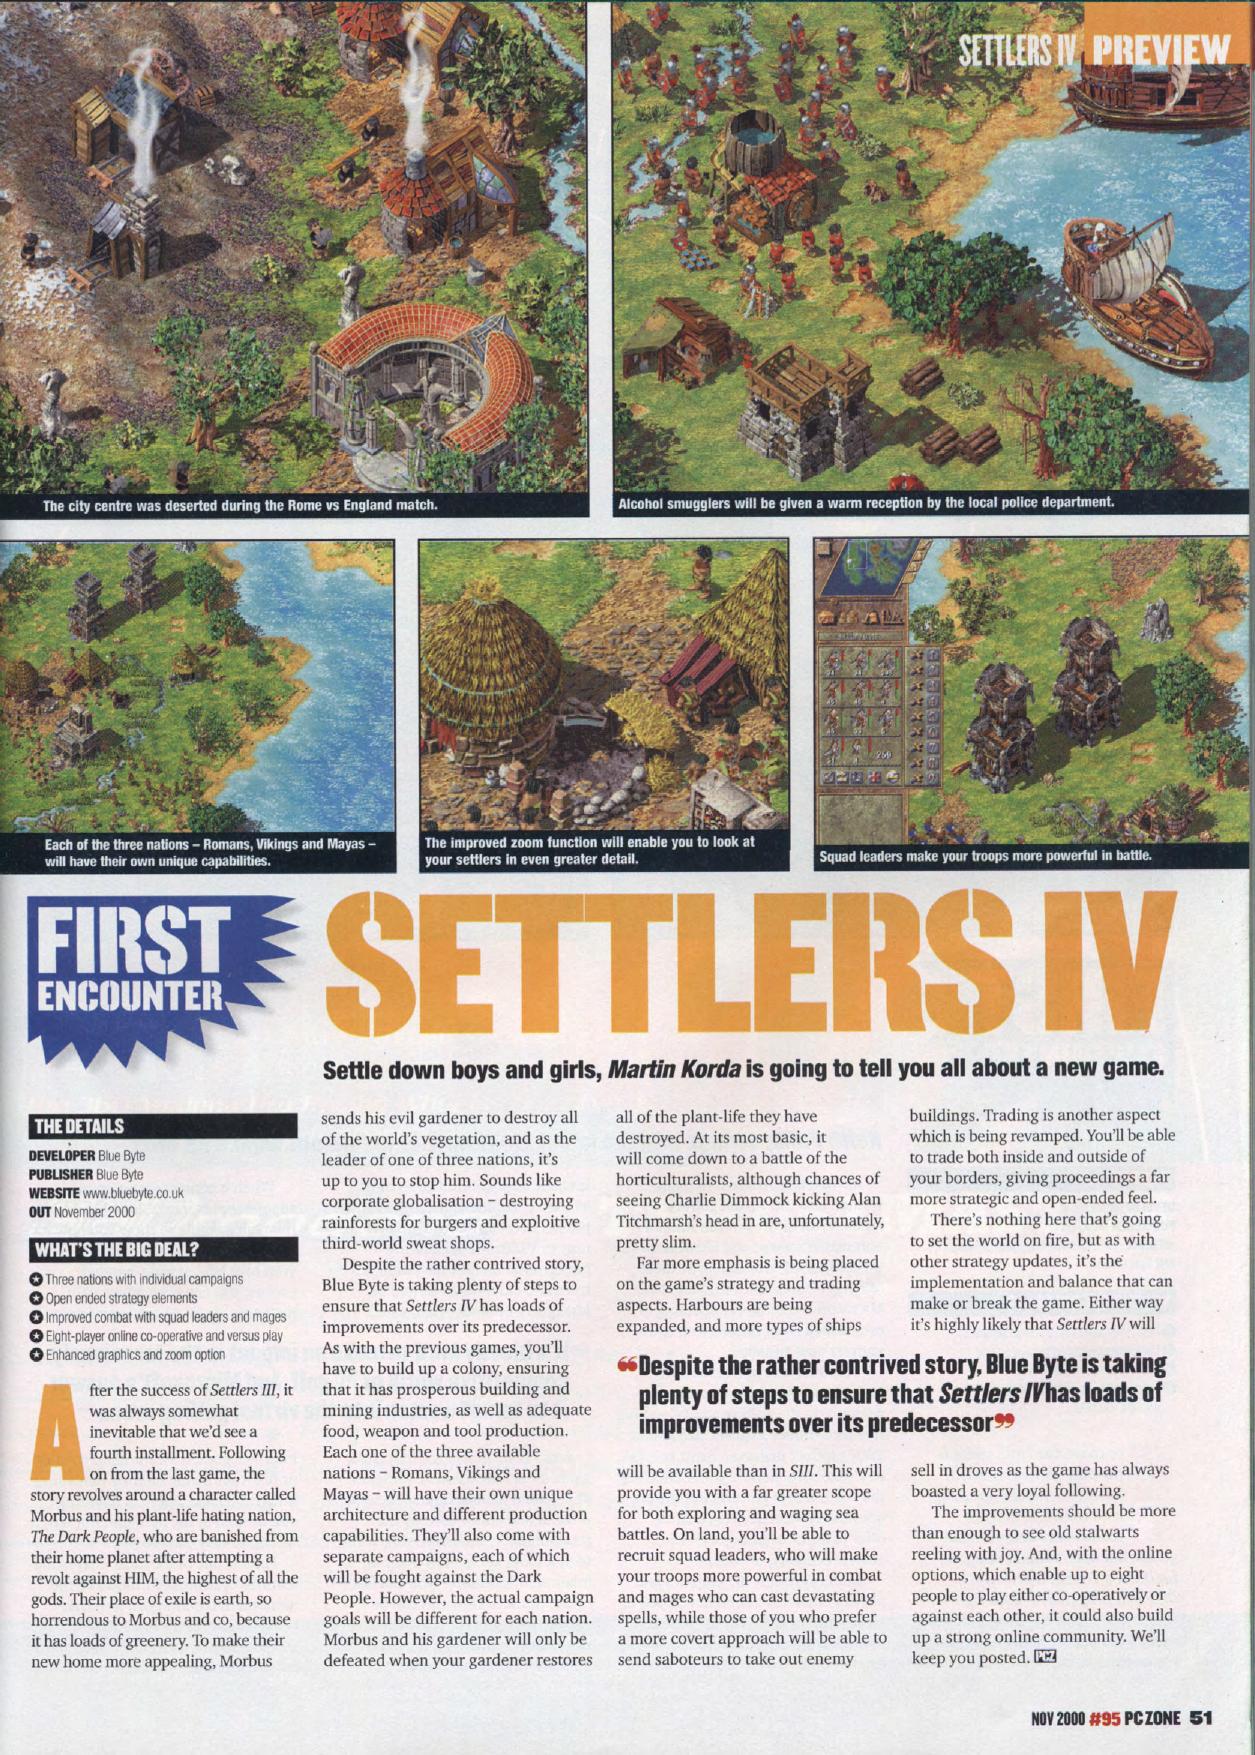 SETTLERS IV PREVIEW
The city centre was deserted during the Rome vs England match.
Alcohol smugglers will be given a warm reception by the local police department.
Each of the three nations – Romans, Vikings and Mayas –
will have their own unique capabilities.
The improved zoom function will enable you to look at
your settlers in even greater detail.
Squad leaders make your troops more powerful in battle.
FIRST
ENCOUNTER
SETTLERS IV
Settle down boys and girls, Martin Korda is going to tell you all about a new game.
THE DETAILS
DEVELOPER Blue Byte
PUBLISHER Blue Byte
WEBSITE www.bluebyte.co.uk
OUT November 2000
WHAT'S THE BIG DEAL?
Three nations with individual campaigns
Open ended strategy elements
Improved combat with squad leaders and mages
Eight-player online co-operative and versus play
Enhanced graphics and zoom option
After the success of Settlers III, it
was always somewhat
inevitable that we'd see a
fourth installment. Following
on from the last game, the
story revolves around a character called
Morbus and his plant-life hating nation,
The Dark People, who are banished from
their home planet after attempting a
revolt against HIM, the highest of all the
gods. Their place of exile is earth, so
horrendous to Morbus and co, because
it has loads of greenery. To make their
new home more appealing, Morbus
sends his evil gardener to destroy all
of the world's vegetation, and as the
leader of one of three nations, it's
up to you to stop him. Sounds like
corporate globalisation – destroying
rainforests for burgers and exploitive
third-world sweat shops.
Despite the rather contrived story,
Blue Byte is taking plenty of steps to
ensure that Settlers IV has loads of
improvements over its predecessor.
As with the previous games, you'll
have to build up a colony, ensuring
that it has prosperous building and
mining industries, as well as adequate
food, weapon and tool production.
Each one of the three available
nations – Romans, Vikings and
Mayas – will have their own unique
architecture and different production
capabilities. They'll also come with
separate campaigns, each of which
will be fought against the Dark
People. However, the actual campaign
goals will be different for each nation.
Morbus and his gardener will only be
defeated when your gardener restores
all of the plant-life they have
destroyed. At its most basic, it
will come down to a battle of the
horticulturalists, although chances of
seeing Charlie Dimmock kicking Alan
Titchmarsh's head in are, unfortunately,
pretty slim.
Far more emphasis is being placed
on the game's strategy and trading
aspects. Harbours are being
expanded, and more types of ships
will be available than in SIII. This will
provide you with a far greater scope
for both exploring and waging sea
battles. On land, you'll be able to
recruit squad leaders, who will make
your troops more powerful in combat
and mages who can cast devastating
spells, while those of you who prefer
a more covert approach will be able to
send saboteurs to take out enemy
buildings. Trading is another aspect
which is being revamped. You'll be able
to trade both inside and outside of
your borders, giving proceedings a far
more strategic and open-ended feel.
There's nothing here that's going
to set the world on fire, but as with
other strategy updates, it's the
implementation and balance that can
make or break the game. Either way
it's highly likely that Settlers IV will
sell in droves as the game has always
boasted a very loyal following.
The improvements should be more
than enough to see old stalwarts
reeling with joy. And, with the online
options, which enable up to eight
people to play either co-operatively or
against each other, it could also build
up a strong online community. We'll
keep you posted. PCZ
“Despite the rather contrived story, Blue Byte is taking
plenty of steps to ensure that Settlers IV has loads of
improvements over its predecessor”
NOV 2000 #95 PC ZONE 51